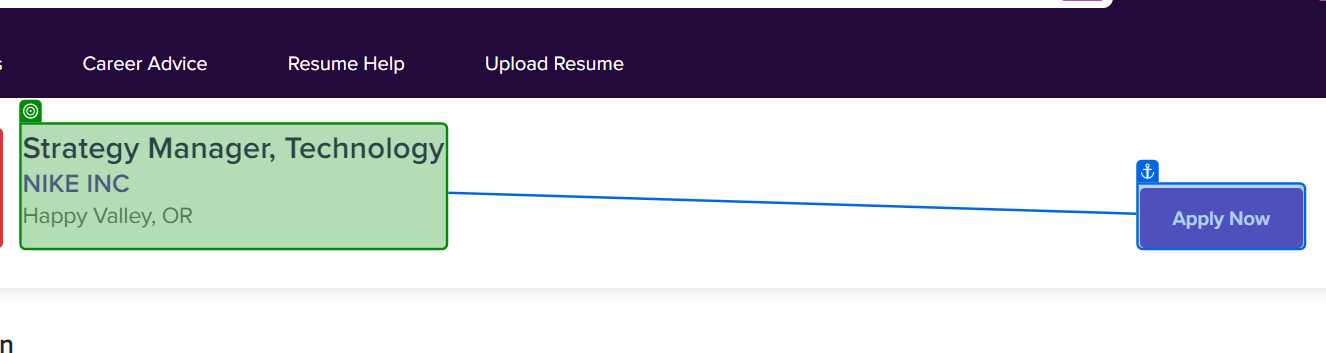 s
Career Advice
Resume Help
Upload Resume
Strategy Manager, Technology
NIKE INC
Happy Valley, OR
Apply Now
n